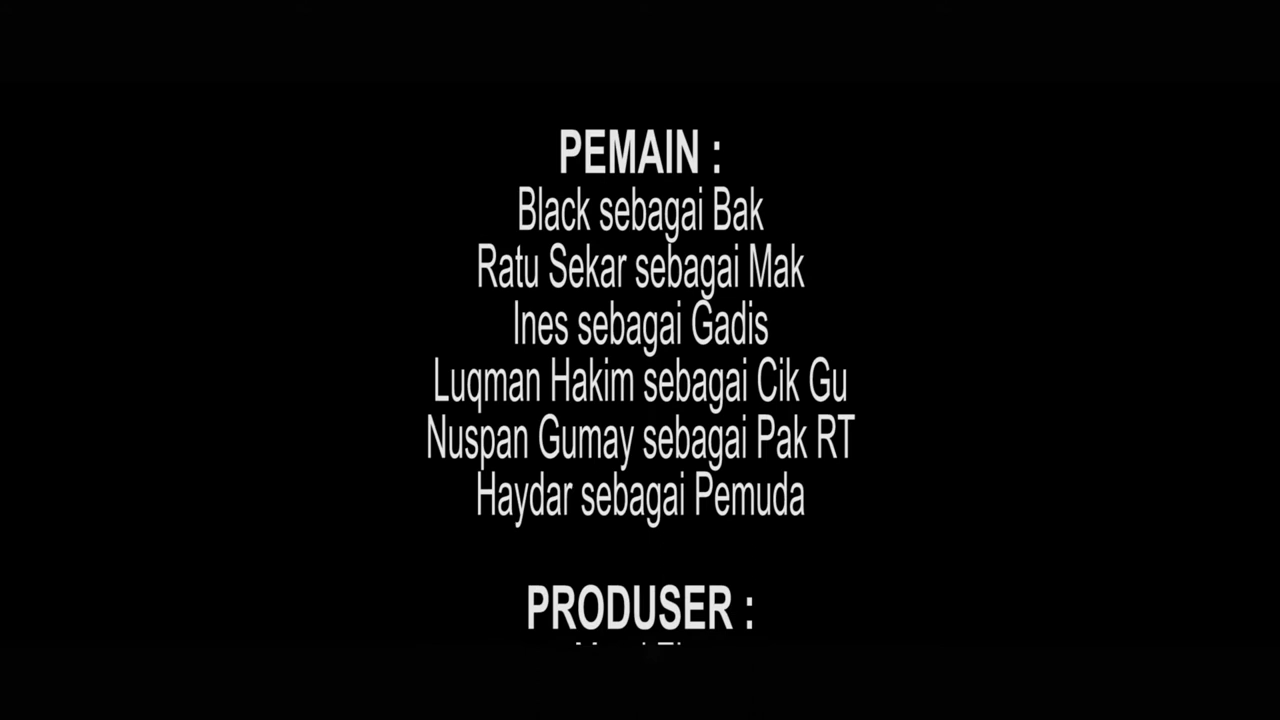 PEMAIN :
Black sebagai Bak
Ratu Sekar sebagai Mak
Ines sebagai Gadis
Luqman Hakim sebagai Cik Gu
Nuspan Gumay sebagai Pak RT
Haydar sebagai Pemuda
PRODUSER :